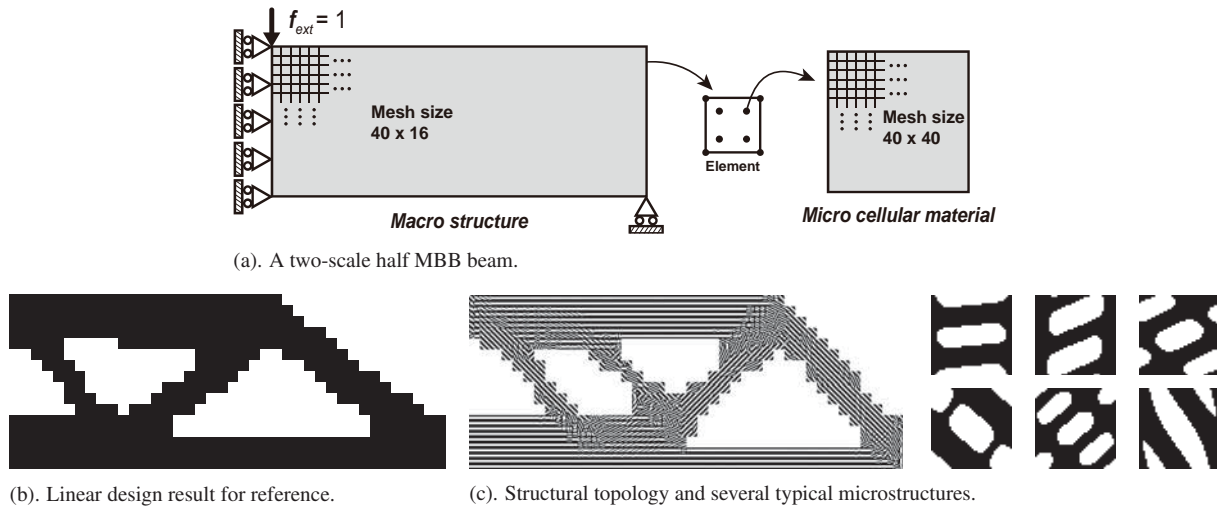 f_ext = 1
Mesh size
40 x 16
Mesh size
40 x 40
Element
Macro structure
Micro cellular material
(a). A two-scale half MBB beam.
(b). Linear design result for reference.
(c). Structural topology and several typical microstructures.